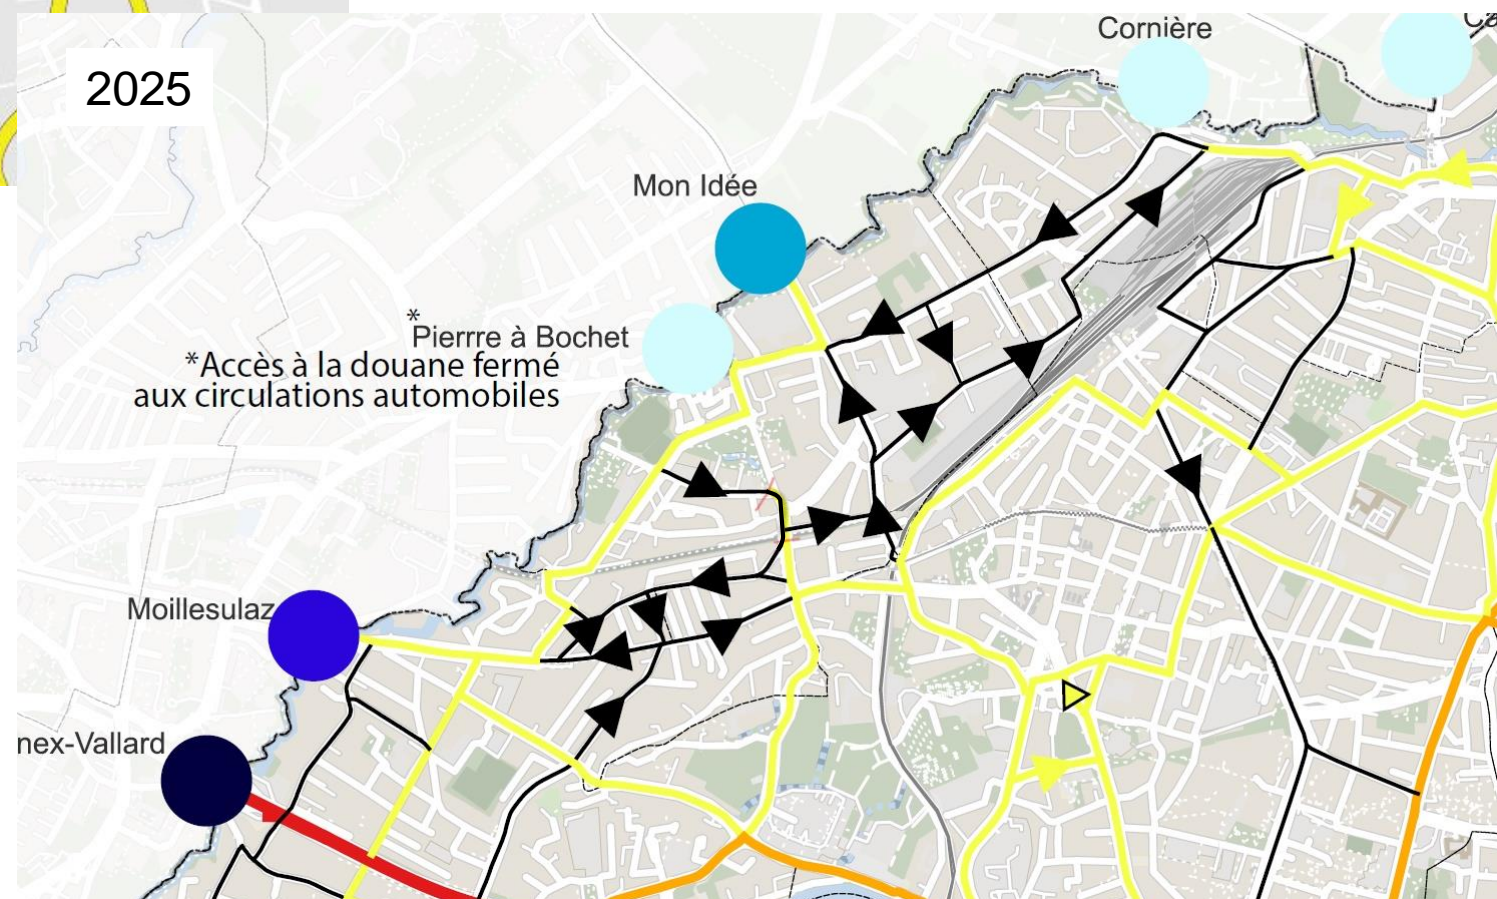 2025
Cornière
Mon Idée
*
Pierrre à Bochet
*Accès à la douane fermé
aux circulations automobiles
Moillesulaz
nex-Vallard